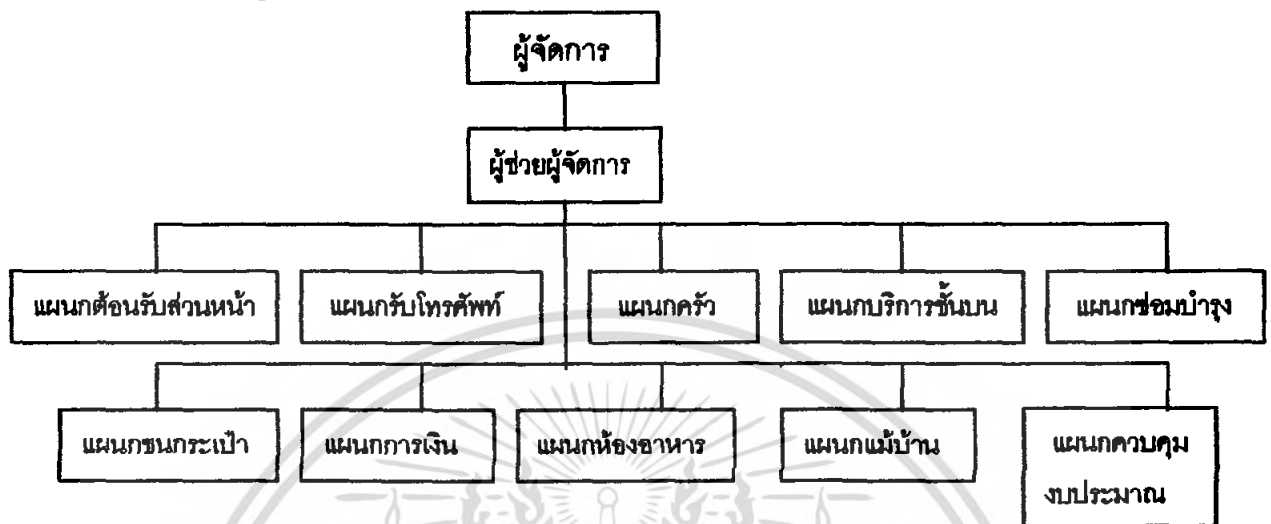 ผู้จัดการ
ผู้ช่วยผู้จัดการ
แผนกต้อนรับส่วนหน้า
แผนกรับโทรศัพท์
แผนกครัว
แผนกบริการชั้นบน
แผนกซ่อมบำรุง
แผนกขนกระเป๋า
แผนกการเงิน
แผนกห้องอาหาร
แผนกแม่บ้าน
แผนกควบคุม
งบประมาณ